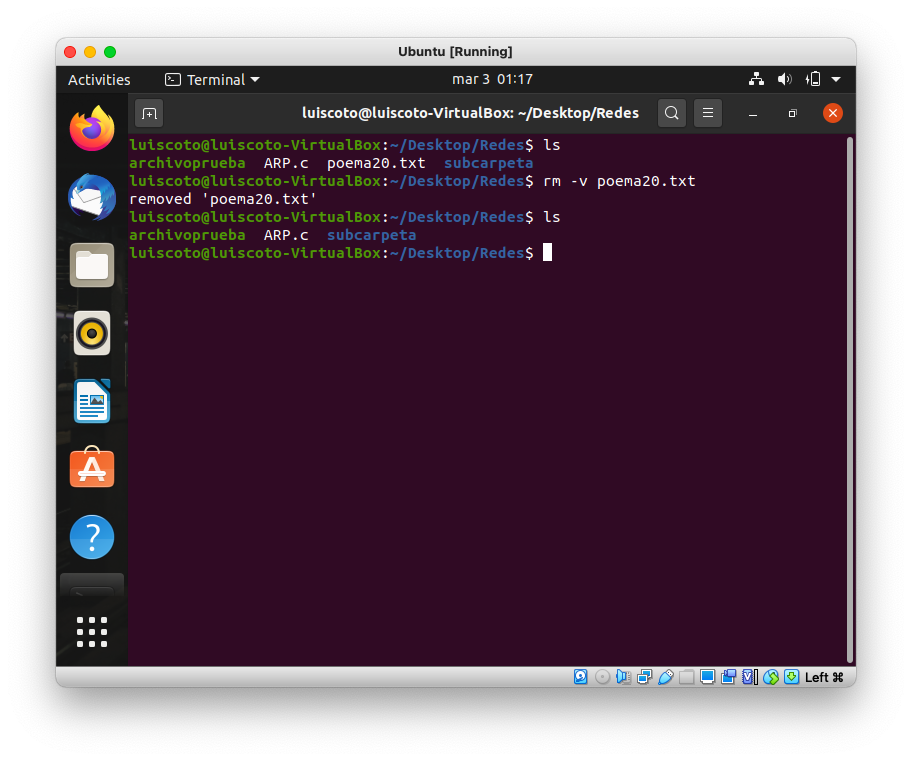 Ubuntu [Running]
Activities Terminal mar 3 01:17
luiscoto@luiscoto-VirtualBox: ~/Desktop/Redes
luiscoto@luiscoto-VirtualBox:~/Desktop/Redes$ ls
archivoprueba  ARP.c  poema20.txt  subcarpeta
luiscoto@luiscoto-VirtualBox:~/Desktop/Redes$ rm -v poema20.txt
removed 'poema20.txt'
luiscoto@luiscoto-VirtualBox:~/Desktop/Redes$ ls
archivoprueba  ARP.c  subcarpeta
luiscoto@luiscoto-VirtualBox:~/Desktop/Redes$
Left ⌘